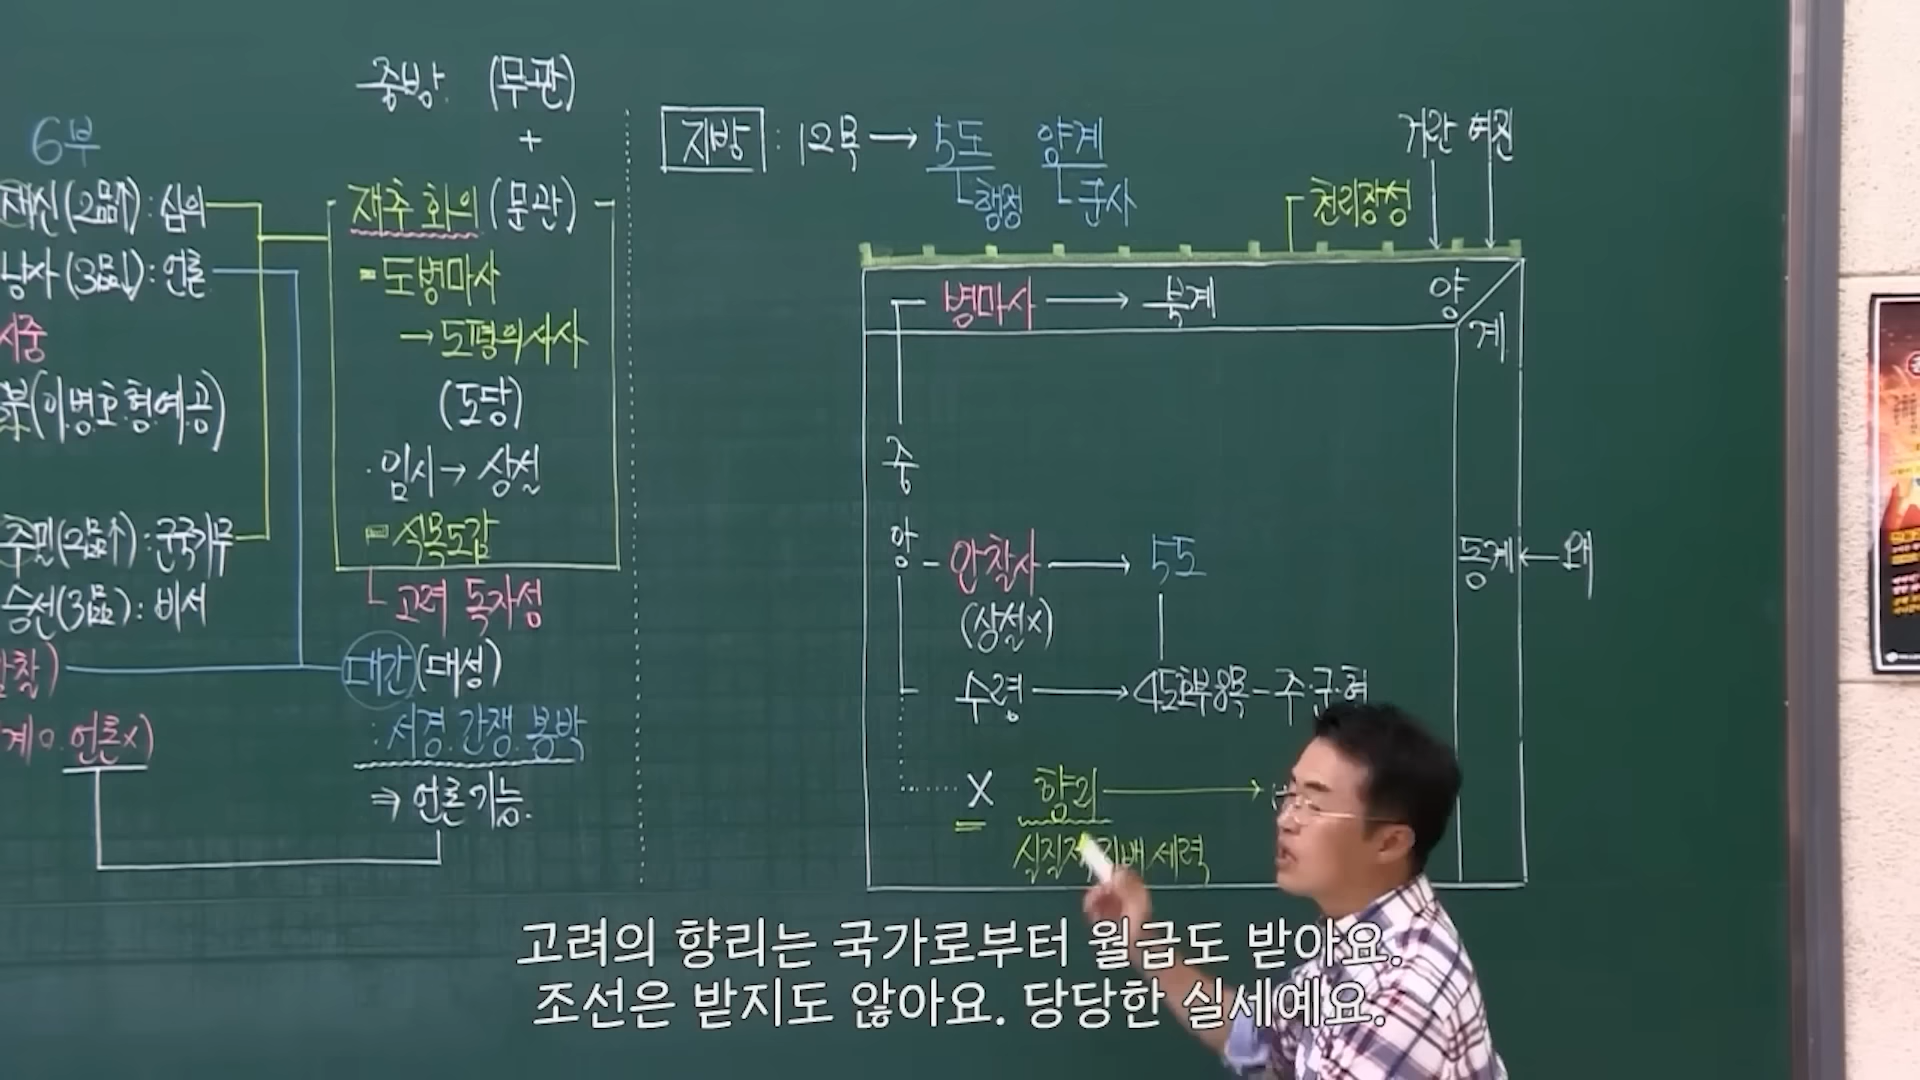 중방 (무관)
+
6부
재신(2品↑) : 심의
낭사(3品↓) : 언론
시중
(이.병.호.형.예.공)
추밀(2品↑) : 군국기무
승선(3品) : 비서
찰)
계o. 언론x)
재추회의 (문관)
= 도병마사
→ 도평의사사
(도당)
· 임시 → 상설
= 식목도감
고려 독자성
대간 (대성)
: 서경. 간쟁. 봉박
⇒ 언론기능.
지방 : 12목 → 5도 양계
행정 군사
거란 여진
천리장성
병마사 → 북계
양
계
중
앙
안찰사 → 5도
(상설x)
동계 ← 왜
수령 → 4도호부 8목 - 주.군.현
X 향리 →
실질적 지배 세력
고려의 향리는 국가로부터 월급도 받아요.
조선은 받지도 않아요. 당당한 실세예요.